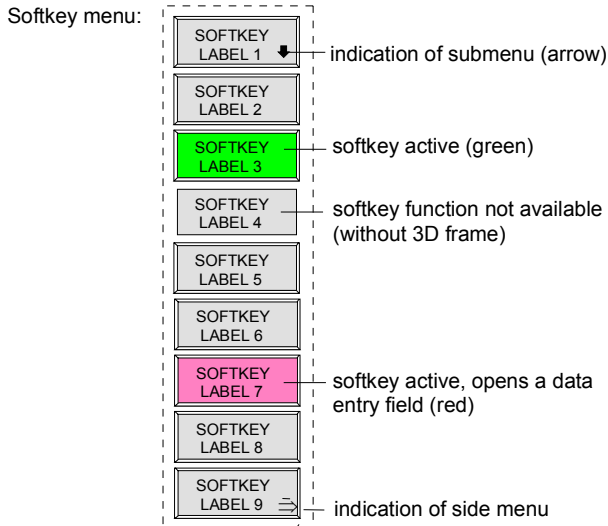 Softkey menu:
SOFTKEY
LABEL 1
indication of submenu (arrow)
SOFTKEY
LABEL 2
SOFTKEY
LABEL 3
softkey active (green)
SOFTKEY
LABEL 4
softkey function not available
(without 3D frame)
SOFTKEY
LABEL 5
SOFTKEY
LABEL 6
SOFTKEY
LABEL 7
softkey active, opens a data
entry field (red)
SOFTKEY
LABEL 8
SOFTKEY
LABEL 9
indication of side menu